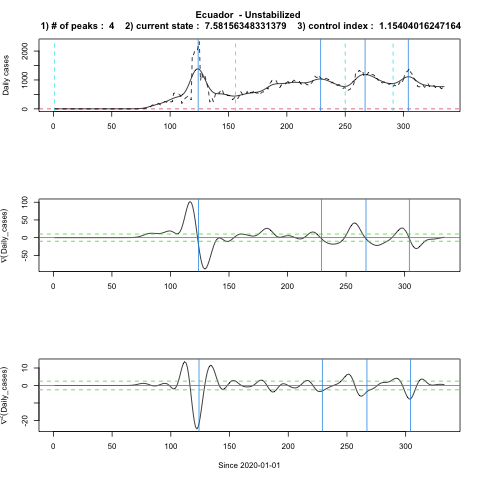 Ecuador - Unstabilized
1) # of peaks : 4 2) current state : 7.58156348331379 3) control index : 1.15404016247164
Daily cases
2000
1000
0
0 50 100 150 200 250 300
∇(Daily_cases)
100
50
0
-50
0 50 100 150 200 250 300
∇²(Daily_cases)
10
0
-20
0 50 100 150 200 250 300
Since 2020-01-01